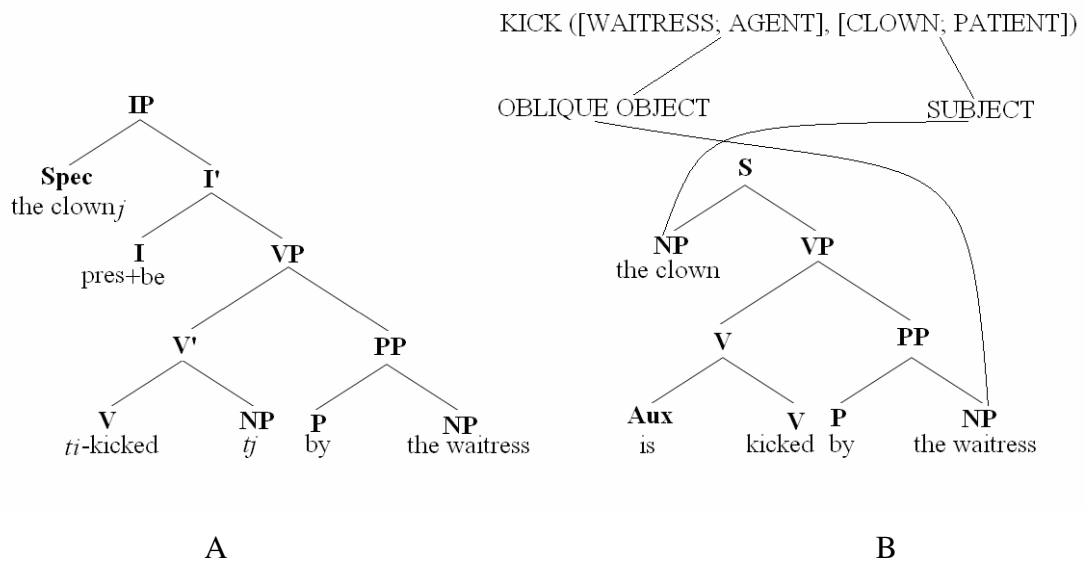 KICK ([WAITRESS; AGENT], [CLOWN; PATIENT])
IP
OBLIQUE OBJECT SUBJECT
Spec I'
the clownj
S
I VP
pres+be
NP VP
the clown
V' PP
V PP
V NP P NP
ti-kicked tj by the waitress
Aux V P NP
is kicked by the waitress
A B